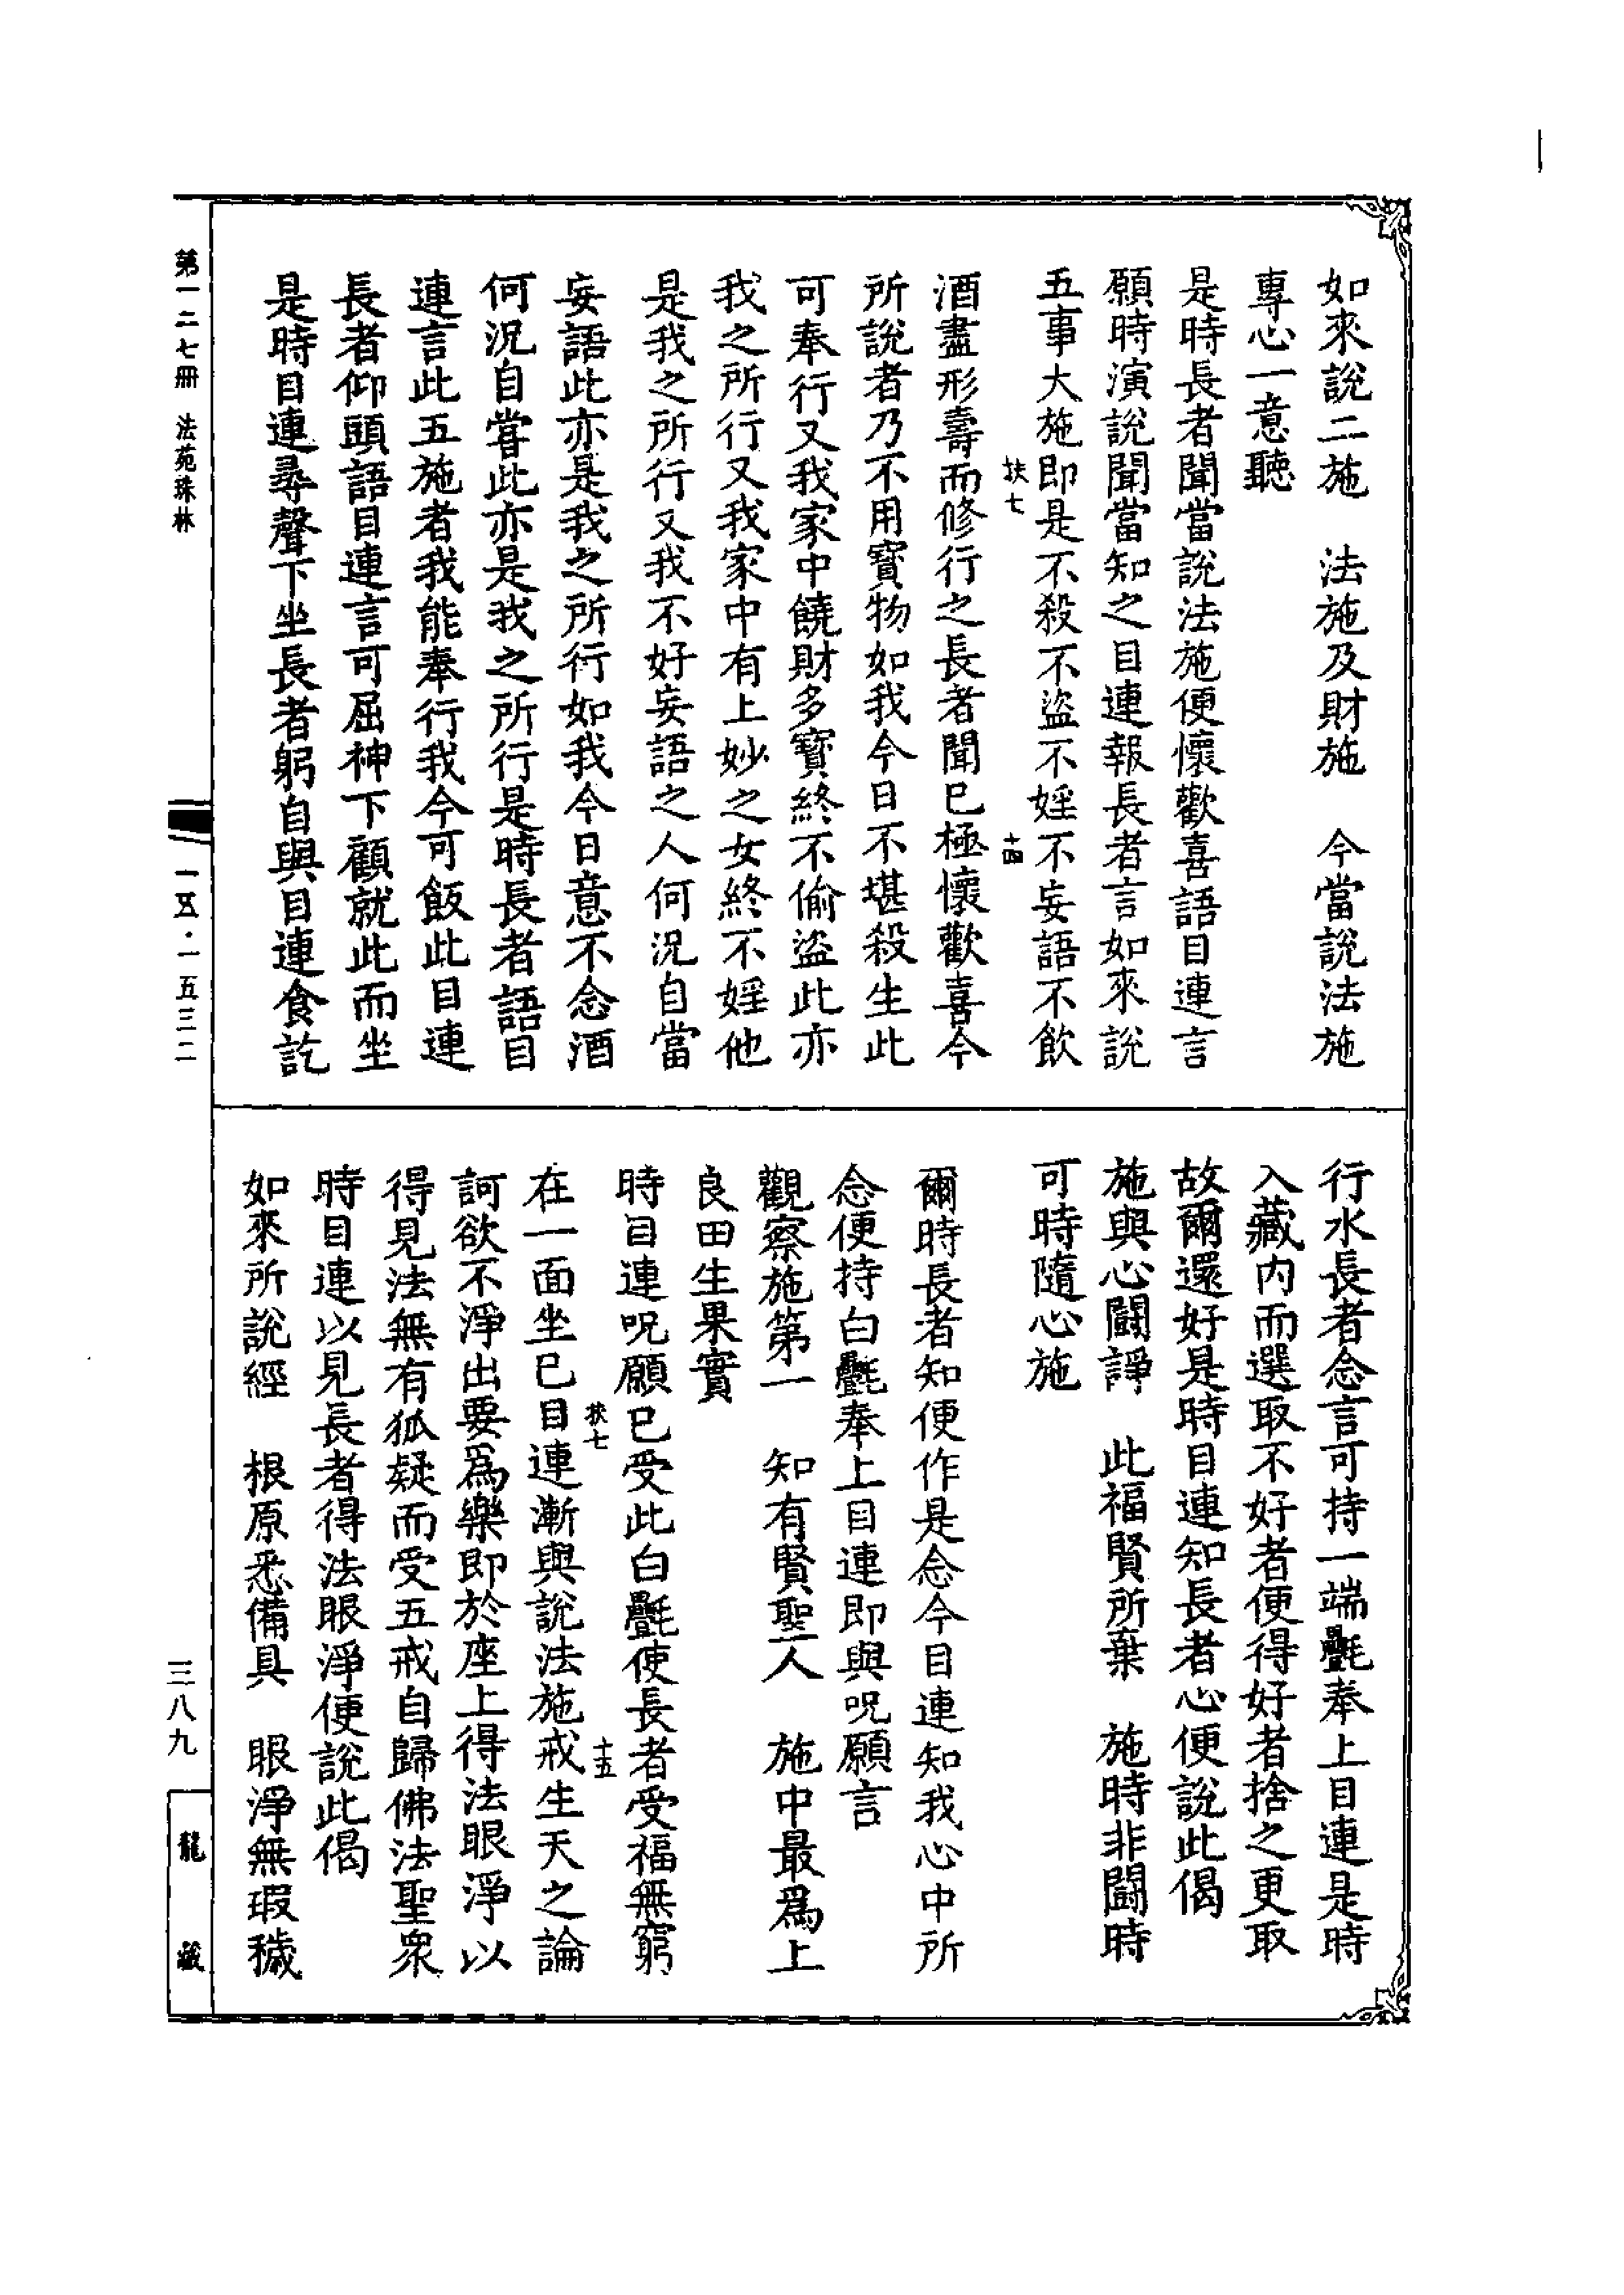 如來說二施　法施及財施　今當說法施
專心一意聽
是時長者聞當說法施便懷歡喜語目連言
願時演說聞當知之目連報長者言如來說
五事大施即是不殺不盜不婬不妄語不飲
扶七　十四
酒盡形壽而修行之長者聞已極懷歡喜今
所說者乃不用寶物如我今日不堪殺生此
可奉行又我家中饒財多寶終不偷盜此亦
我之所行又我家中有上妙之女終不婬他
是我之所行又我不好妄語之人何況自當
妄語此亦是我之所行如我今日意不念酒
何況自嘗此亦是我之所行是時長者語目
連言此五施者我能奉行我今可飯此目連
長者仰頭語目連言可屈神下顧就此而坐
是時目連尋聲下坐長者躬自與目連食訖
行水長者念言可持一端㲲奉上目連是時
入藏內而選取不好者便得好者捨之更取
故爾還好是時目連知長者心便說此偈
施與心鬪諍　此福賢所棄　施時非鬪時
可時隨心施
爾時長者知便作是念今目連知我心中所
念便持白㲲奉上目連即與呪願言
觀察施第一　知有賢聖人　施中最為上
良田生果實
時目連呪願已受此白㲲使長者受福無窮
扶七　十五
在一面坐已目連漸與說法施戒生天之論
訶欲不淨出要為樂即於座上得法眼淨以
得見法無有狐疑而受五戒自歸佛法聖眾
時目連以見長者得法眼淨便說此偈
如來所說經　根原悉備具　眼淨無瑕穢
第一二七冊　法苑珠林
一五·一五三二
三八九
龍藏